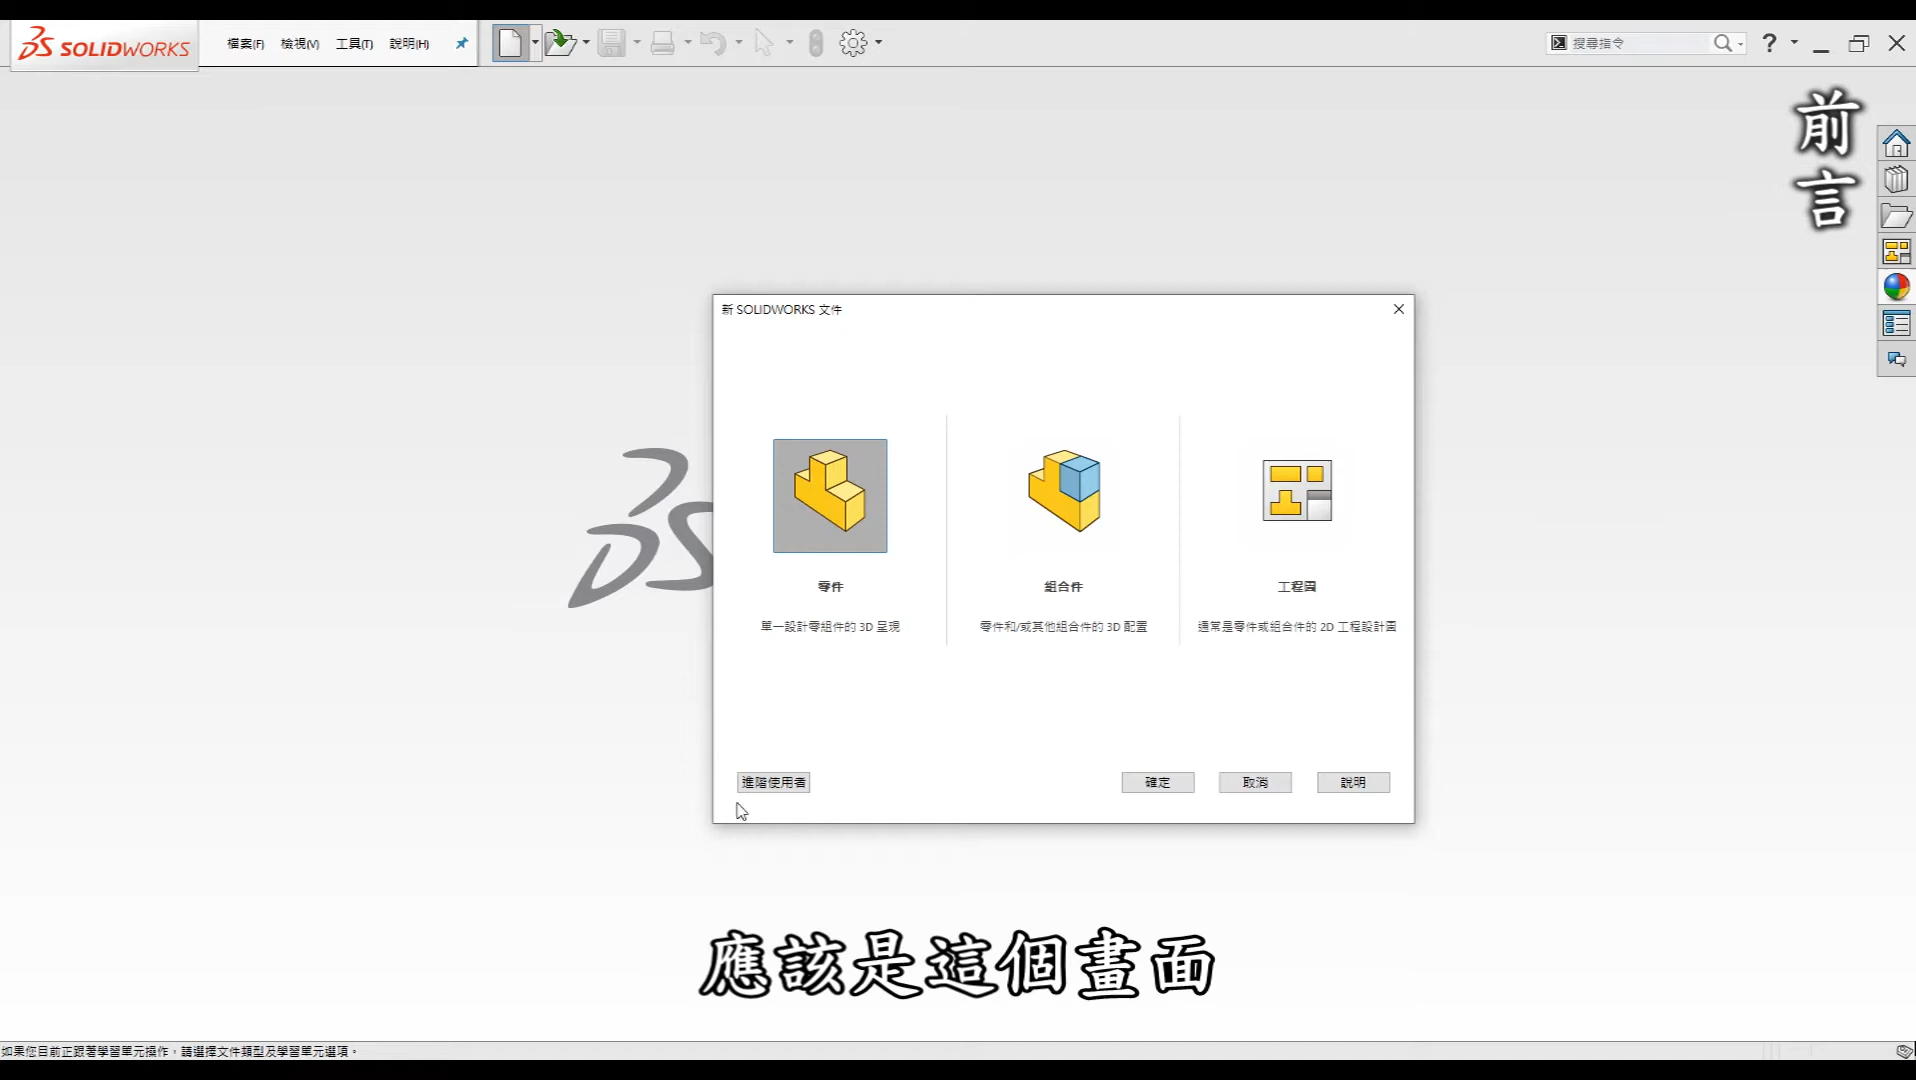 SOLIDWORKS
檔案(F) 檢視(V) 工具(T) 說明(H)
搜尋指令
?
前言
新 SOLIDWORKS 文件
零件
單一設計零組件的 3D 呈現
組合件
零件和/或其他組合件的 3D 配置
工程圖
通常是零件或組合件的 2D 工程設計圖
進階使用者
確定
取消
說明
應該是這個畫面
如果您目前正跟著學習單元操作，請選擇文件類型及學習單元選項。